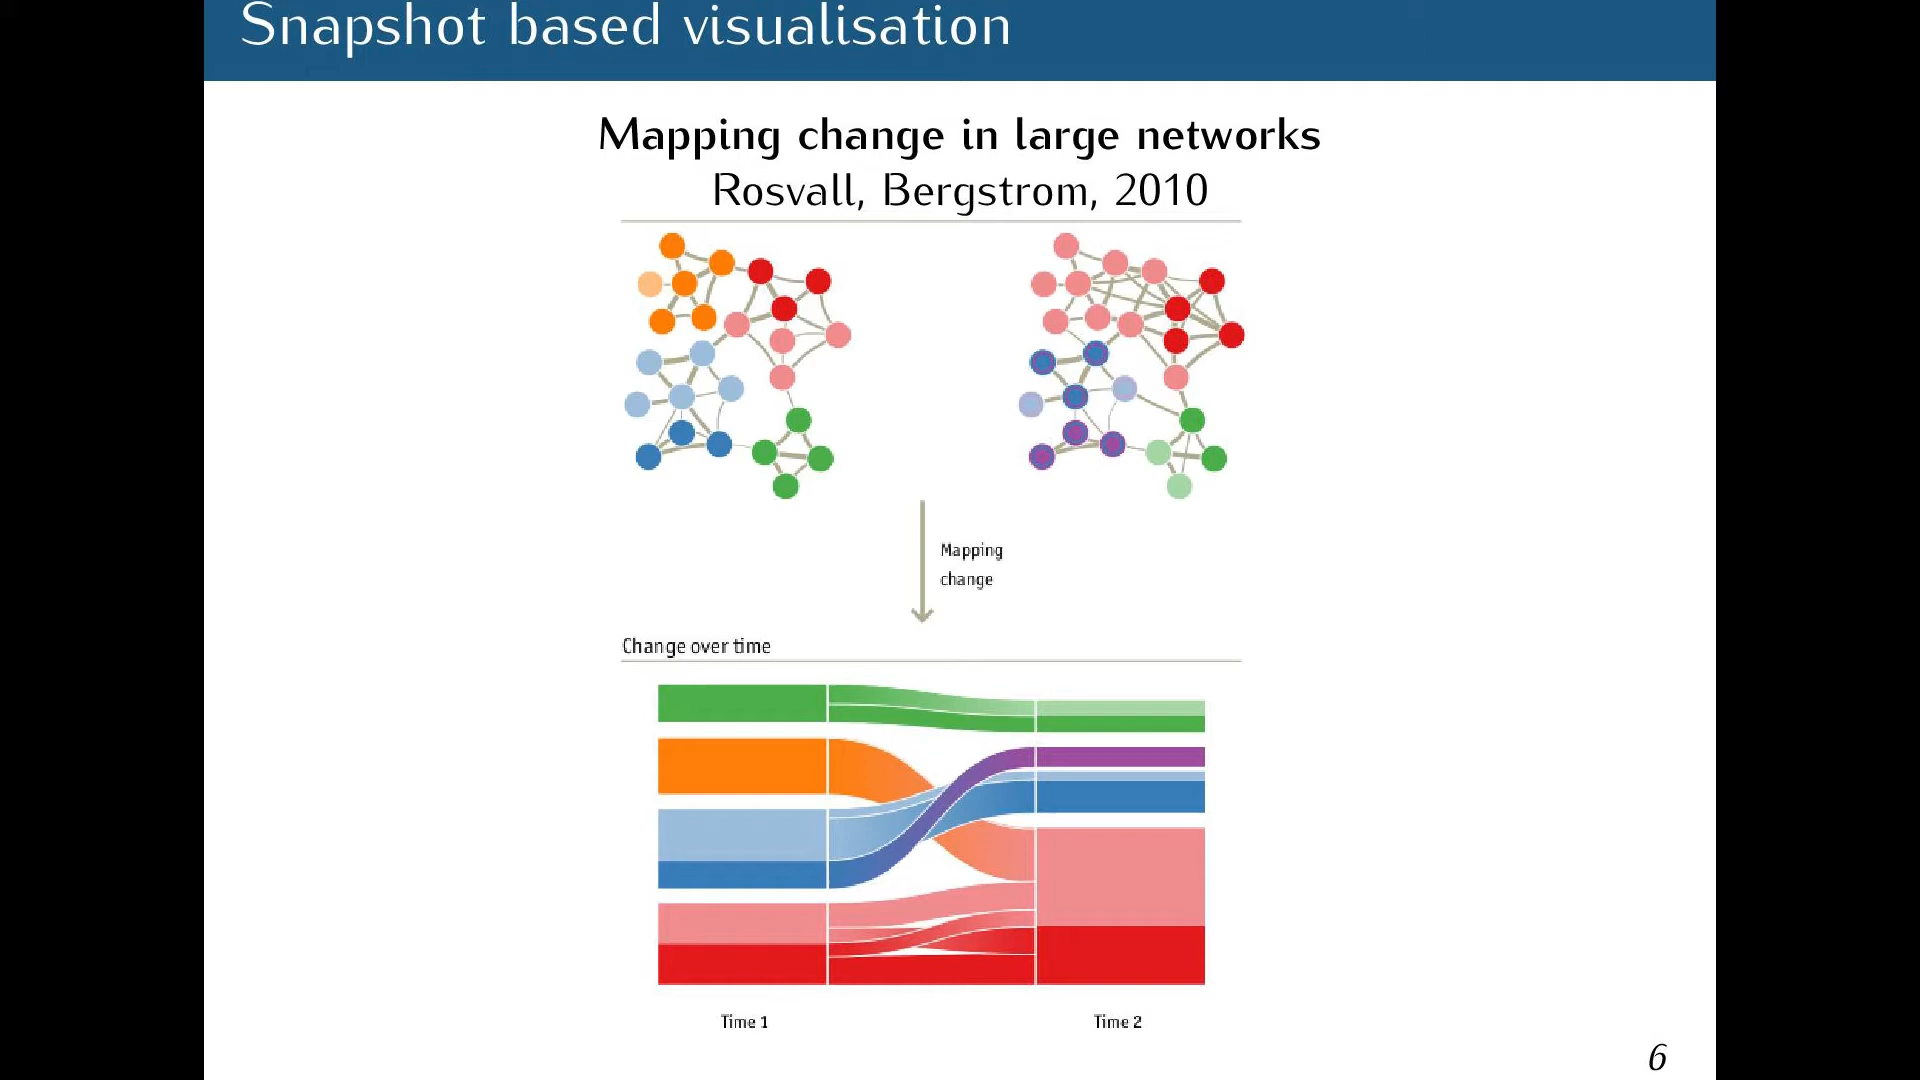 Snapshot based visualisation
Mapping change in large networks
Rosvall, Bergstrom, 2010
Mapping
change
Change over time
Time 1
Time 2
6